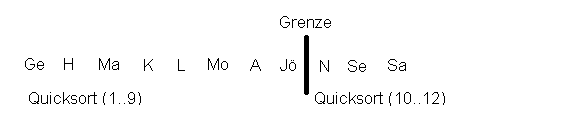 Grenze
Ge H Ma K L Mo A Jö N Se Sa
Quicksort (1..9) Quicksort (10..12)